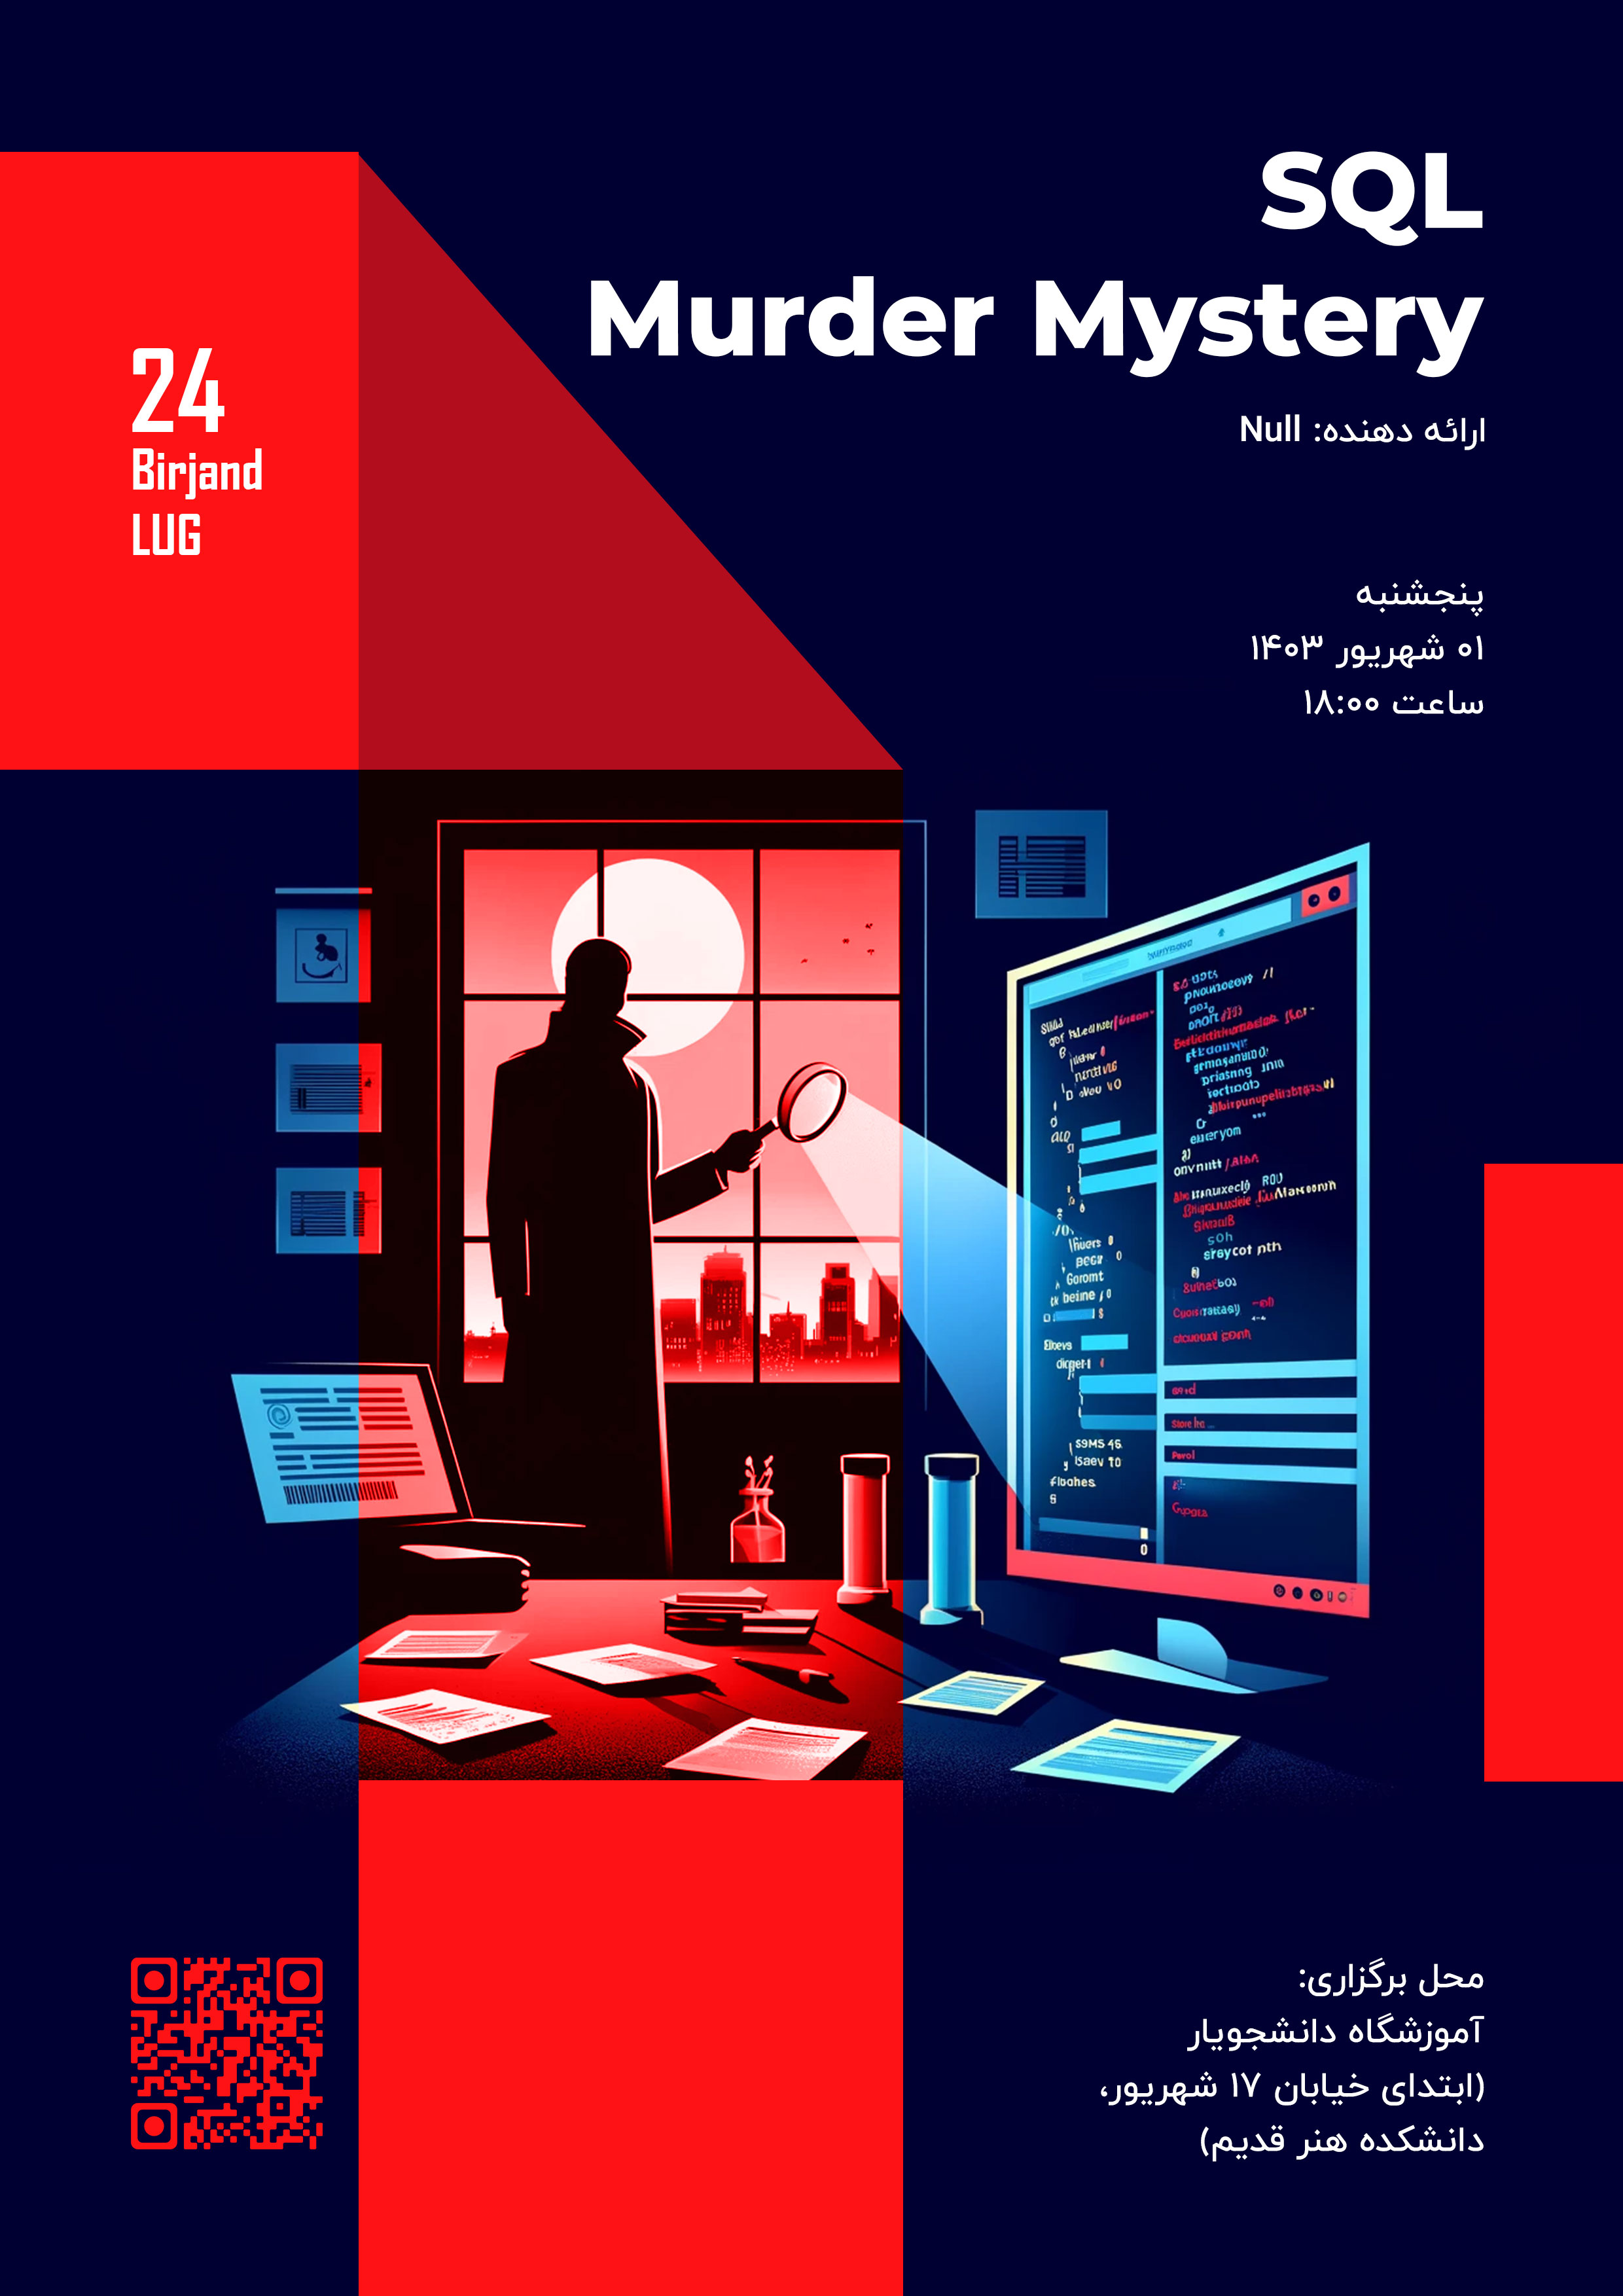 SQL
Murder Mystery
ارائه دهنده: Null
24
Birjand
LUG
پنجشنبه
۰۱ شهریور ۱۴۰۳
ساعت ۱۸:۰۰
محل برگزاری:
آموزشگاه دانشجویار
(ابتدای خیابان ۱۷ شهریور،
دانشکده هنر قدیم)